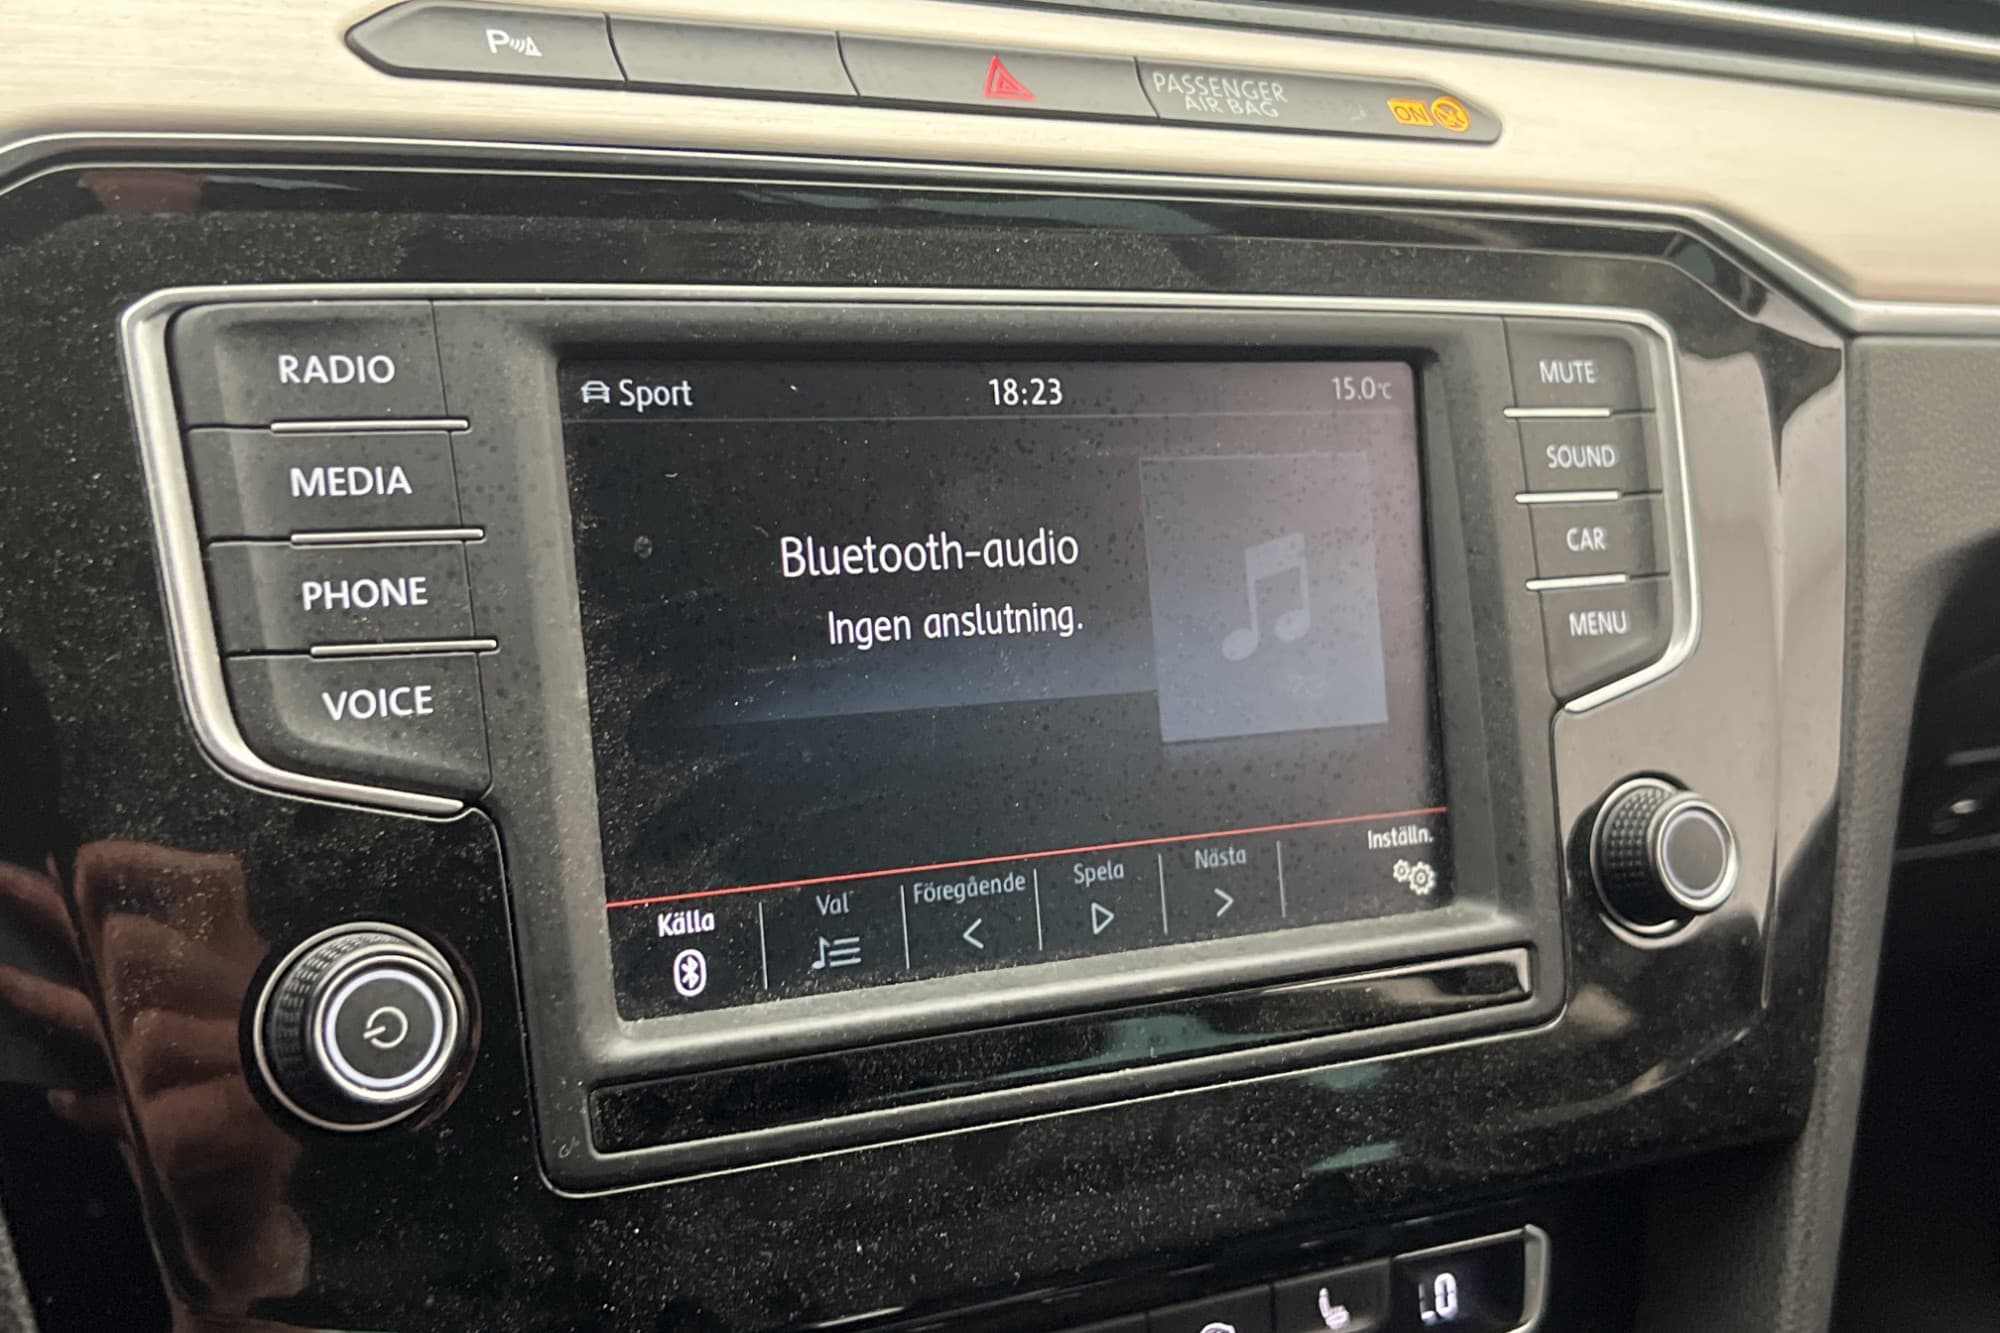 P
PASSENGER
AIR BAG
ON
RADIO
MEDIA
PHONE
VOICE
Sport
18:23
15.0°C
Bluetooth-audio
Ingen anslutning.
Källa
Val
Föregående
Spela
Nästa
Inställn.
MUTE
SOUND
CAR
MENU
LO